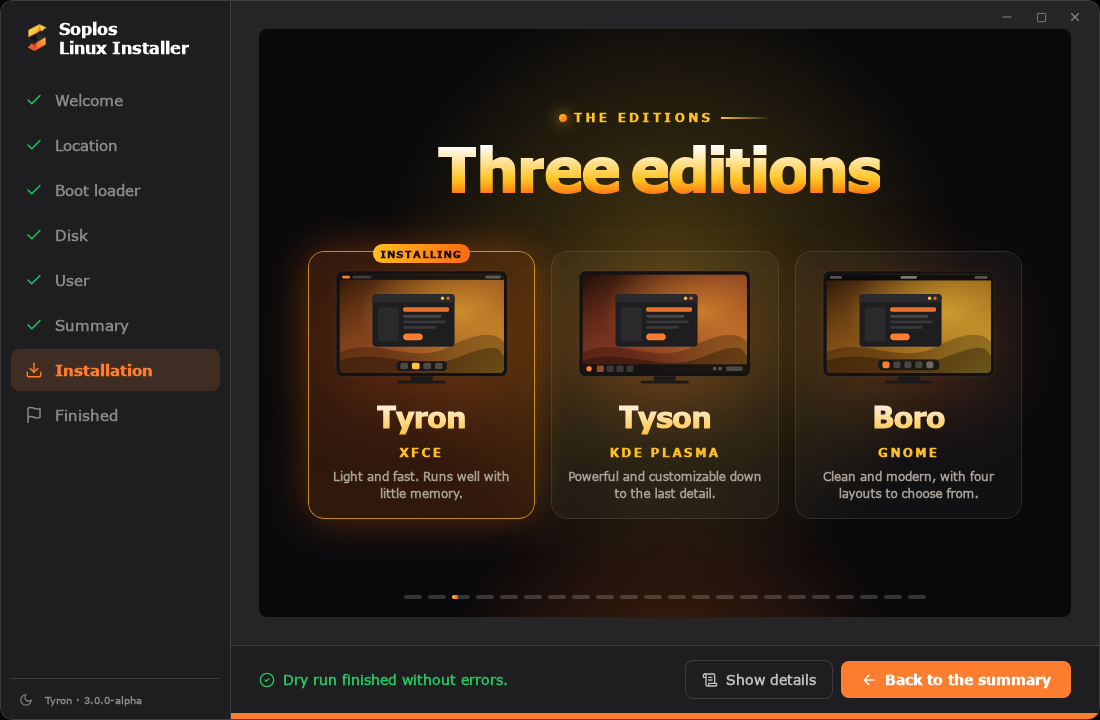 Soplos
Linux Installer
Welcome
Location
Boot loader
Disk
User
Summary
Installation
Finished
Tyron · 3.0.0-alpha
THE EDITIONS
Three editions
INSTALLING
Tyron
XFCE
Light and fast. Runs well with
little memory.
Tyson
KDE PLASMA
Powerful and customizable down
to the last detail.
Boro
GNOME
Clean and modern, with four
layouts to choose from.
Dry run finished without errors.
Show details
Back to the summary